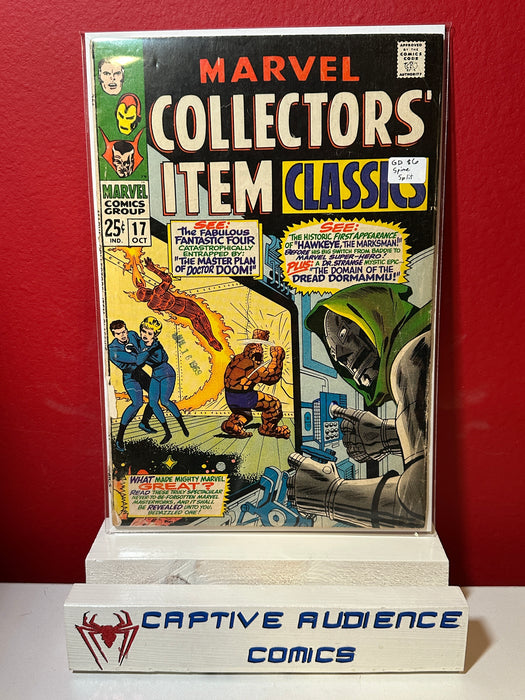 APPROVED
BY THE
COMICS
CODE
AUTHORITY
MARVEL
COLLECTORS'
ITEM CLASSICS
GD $6
Spine
Split
MARVEL
COMICS
GROUP
25¢
IND.
17
OCT
SEE:
THE FABULOUS
FANTASTIC FOUR
CATASTROPHICALLY
ENTRAPPED BY:
"THE MASTER PLAN
OF DOCTOR DOOM!"
SEE:
"THE HISTORIC FIRST APPEARANCE
OF "HAWKEYE, THE MARKSMAN!"
BEFORE HIS BIG SWITCH FROM BADDIE TO
MARVEL SUPER-HERO!
PLUS: A DR. STRANGE MYSTIC EPIC--
"THE DOMAIN OF THE
DREAD DORMAMMU!"
WHAT MADE MIGHTY MARVEL
GREAT?
READ THESE TRULY SPECTACULAR
NEVER-TO-BE-FORGOTTEN MARVEL
MASTERWORKS, AND IT SHALL
BE REVEALED UNTO YOU,
BEDAZZLED ONE!
CAPTIVE AUDIENCE
COMICS